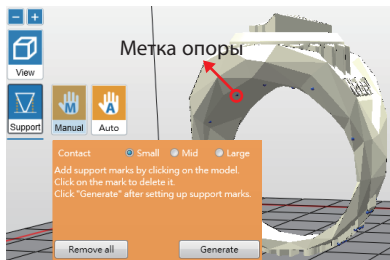 Метка опоры
View
Support
M
Manual
A
Auto
Contact Small Mid Large
Add support marks by clicking on the model.
Click on the mark to delete it.
Click "Generate" after setting up support marks.
Remove all Generate